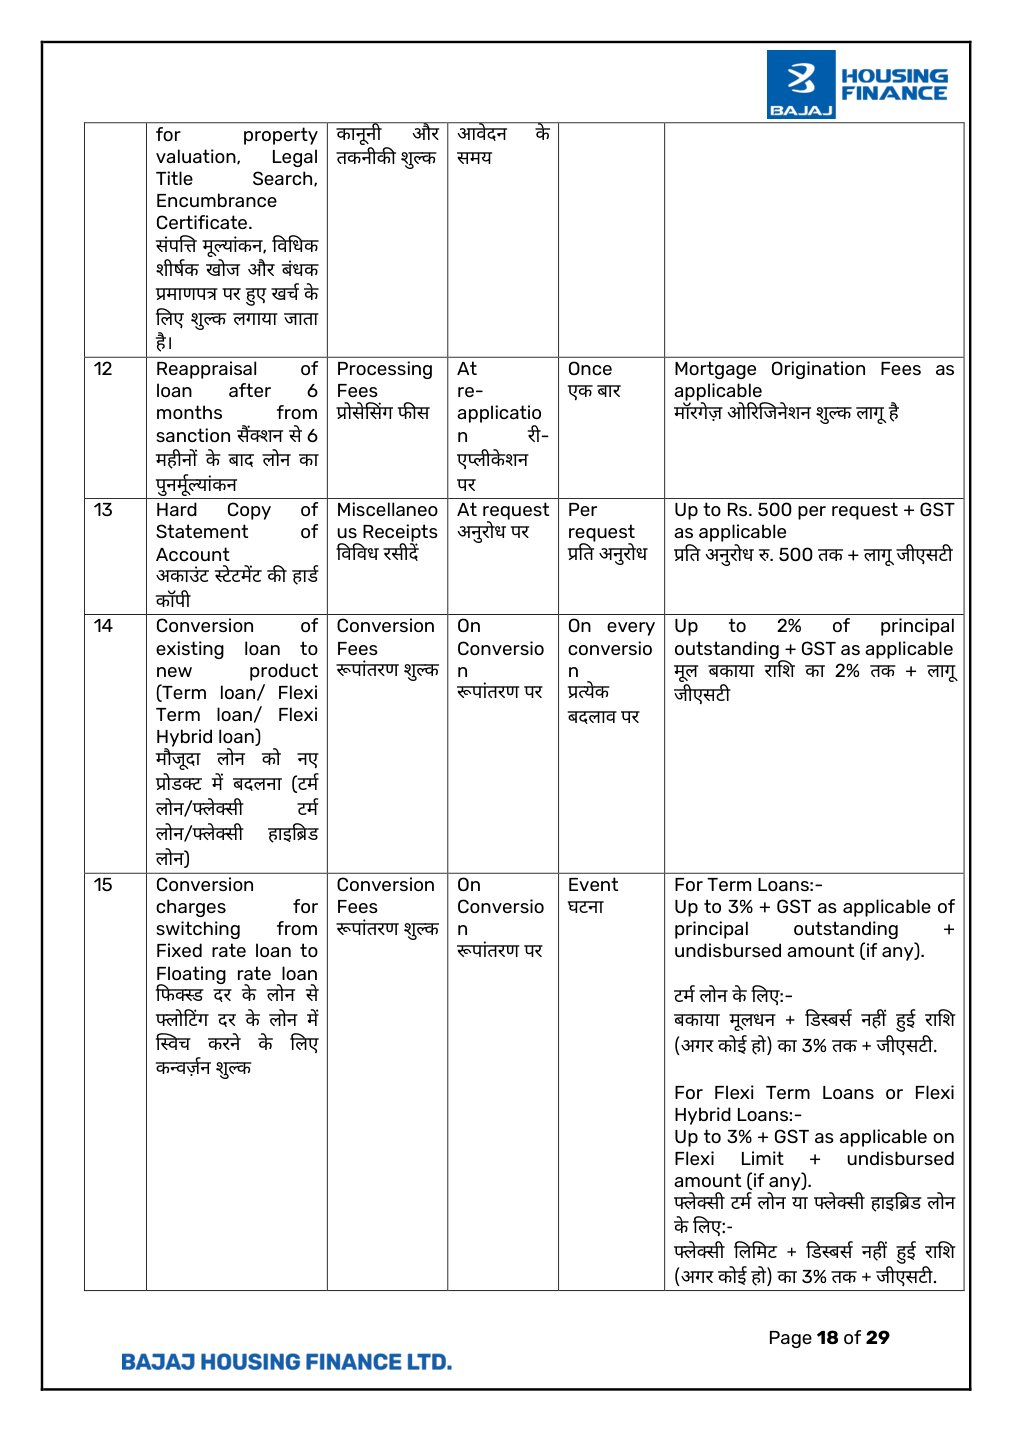 HOUSING
FINANCE
BAJAJ
for property
valuation, Legal
Title Search,
Encumbrance
Certificate.
संपत्ति मूल्यांकन, विधिक
शीर्षक खोज और बंधक
प्रमाणपत्र पर हुए खर्च के
लिए शुल्क लगाया जाता
है।
कानूनी और
तकनीकी शुल्क
आवेदन के
समय
12
Reappraisal of
loan after 6
months from
sanction सैंक्शन से 6
महीनों के बाद लोन का
पुनर्मूल्यांकन
Processing
Fees
प्रोसेसिंग फीस
At
re-
applicatio
n री-
एप्लीकेशन
पर
Once
एक बार
Mortgage Origination Fees as
applicable
मॉरगेज़ ओरिजिनेशन शुल्क लागू है
13
Hard Copy of
Statement of
Account
अकाउंट स्टेटमेंट की हार्ड
कॉपी
Miscellaneo
us Receipts
विविध रसीदें
At request
अनुरोध पर
Per
request
प्रति अनुरोध
Up to Rs. 500 per request + GST
as applicable
प्रति अनुरोध रु. 500 तक + लागू जीएसटी
14
Conversion of
existing loan to
new product
(Term loan/ Flexi
Term loan/ Flexi
Hybrid loan)
मौजूदा लोन को नए
प्रोडक्ट में बदलना (टर्म
लोन/फ्लेक्सी टर्म
लोन/फ्लेक्सी हाइब्रिड
लोन)
Conversion
Fees
रूपांतरण शुल्क
On
Conversio
n
रूपांतरण पर
On every
conversio
n
प्रत्येक
बदलाव पर
Up to 2% of principal
outstanding + GST as applicable
मूल बकाया राशि का 2% तक + लागू
जीएसटी
15
Conversion
charges for
switching from
Fixed rate loan to
Floating rate loan
फिक्स्ड दर के लोन से
फ्लोटिंग दर के लोन में
स्विच करने के लिए
कन्वर्ज़न शुल्क
Conversion
Fees
रूपांतरण शुल्क
On
Conversio
n
रूपांतरण पर
Event
घटना
For Term Loans:-
Up to 3% + GST as applicable of
principal outstanding +
undisbursed amount (if any).
टर्म लोन के लिए:-
बकाया मूलधन + डिस्बर्स नहीं हुई राशि
(अगर कोई हो) का 3% तक + जीएसटी.
For Flexi Term Loans or Flexi
Hybrid Loans:-
Up to 3% + GST as applicable on
Flexi Limit + undisbursed
amount (if any).
फ्लेक्सी टर्म लोन या फ्लेक्सी हाइब्रिड लोन
के लिए:-
फ्लेक्सी लिमिट + डिस्बर्स नहीं हुई राशि
(अगर कोई हो) का 3% तक + जीएसटी.
Page 18 of 29
BAJAJ HOUSING FINANCE LTD.